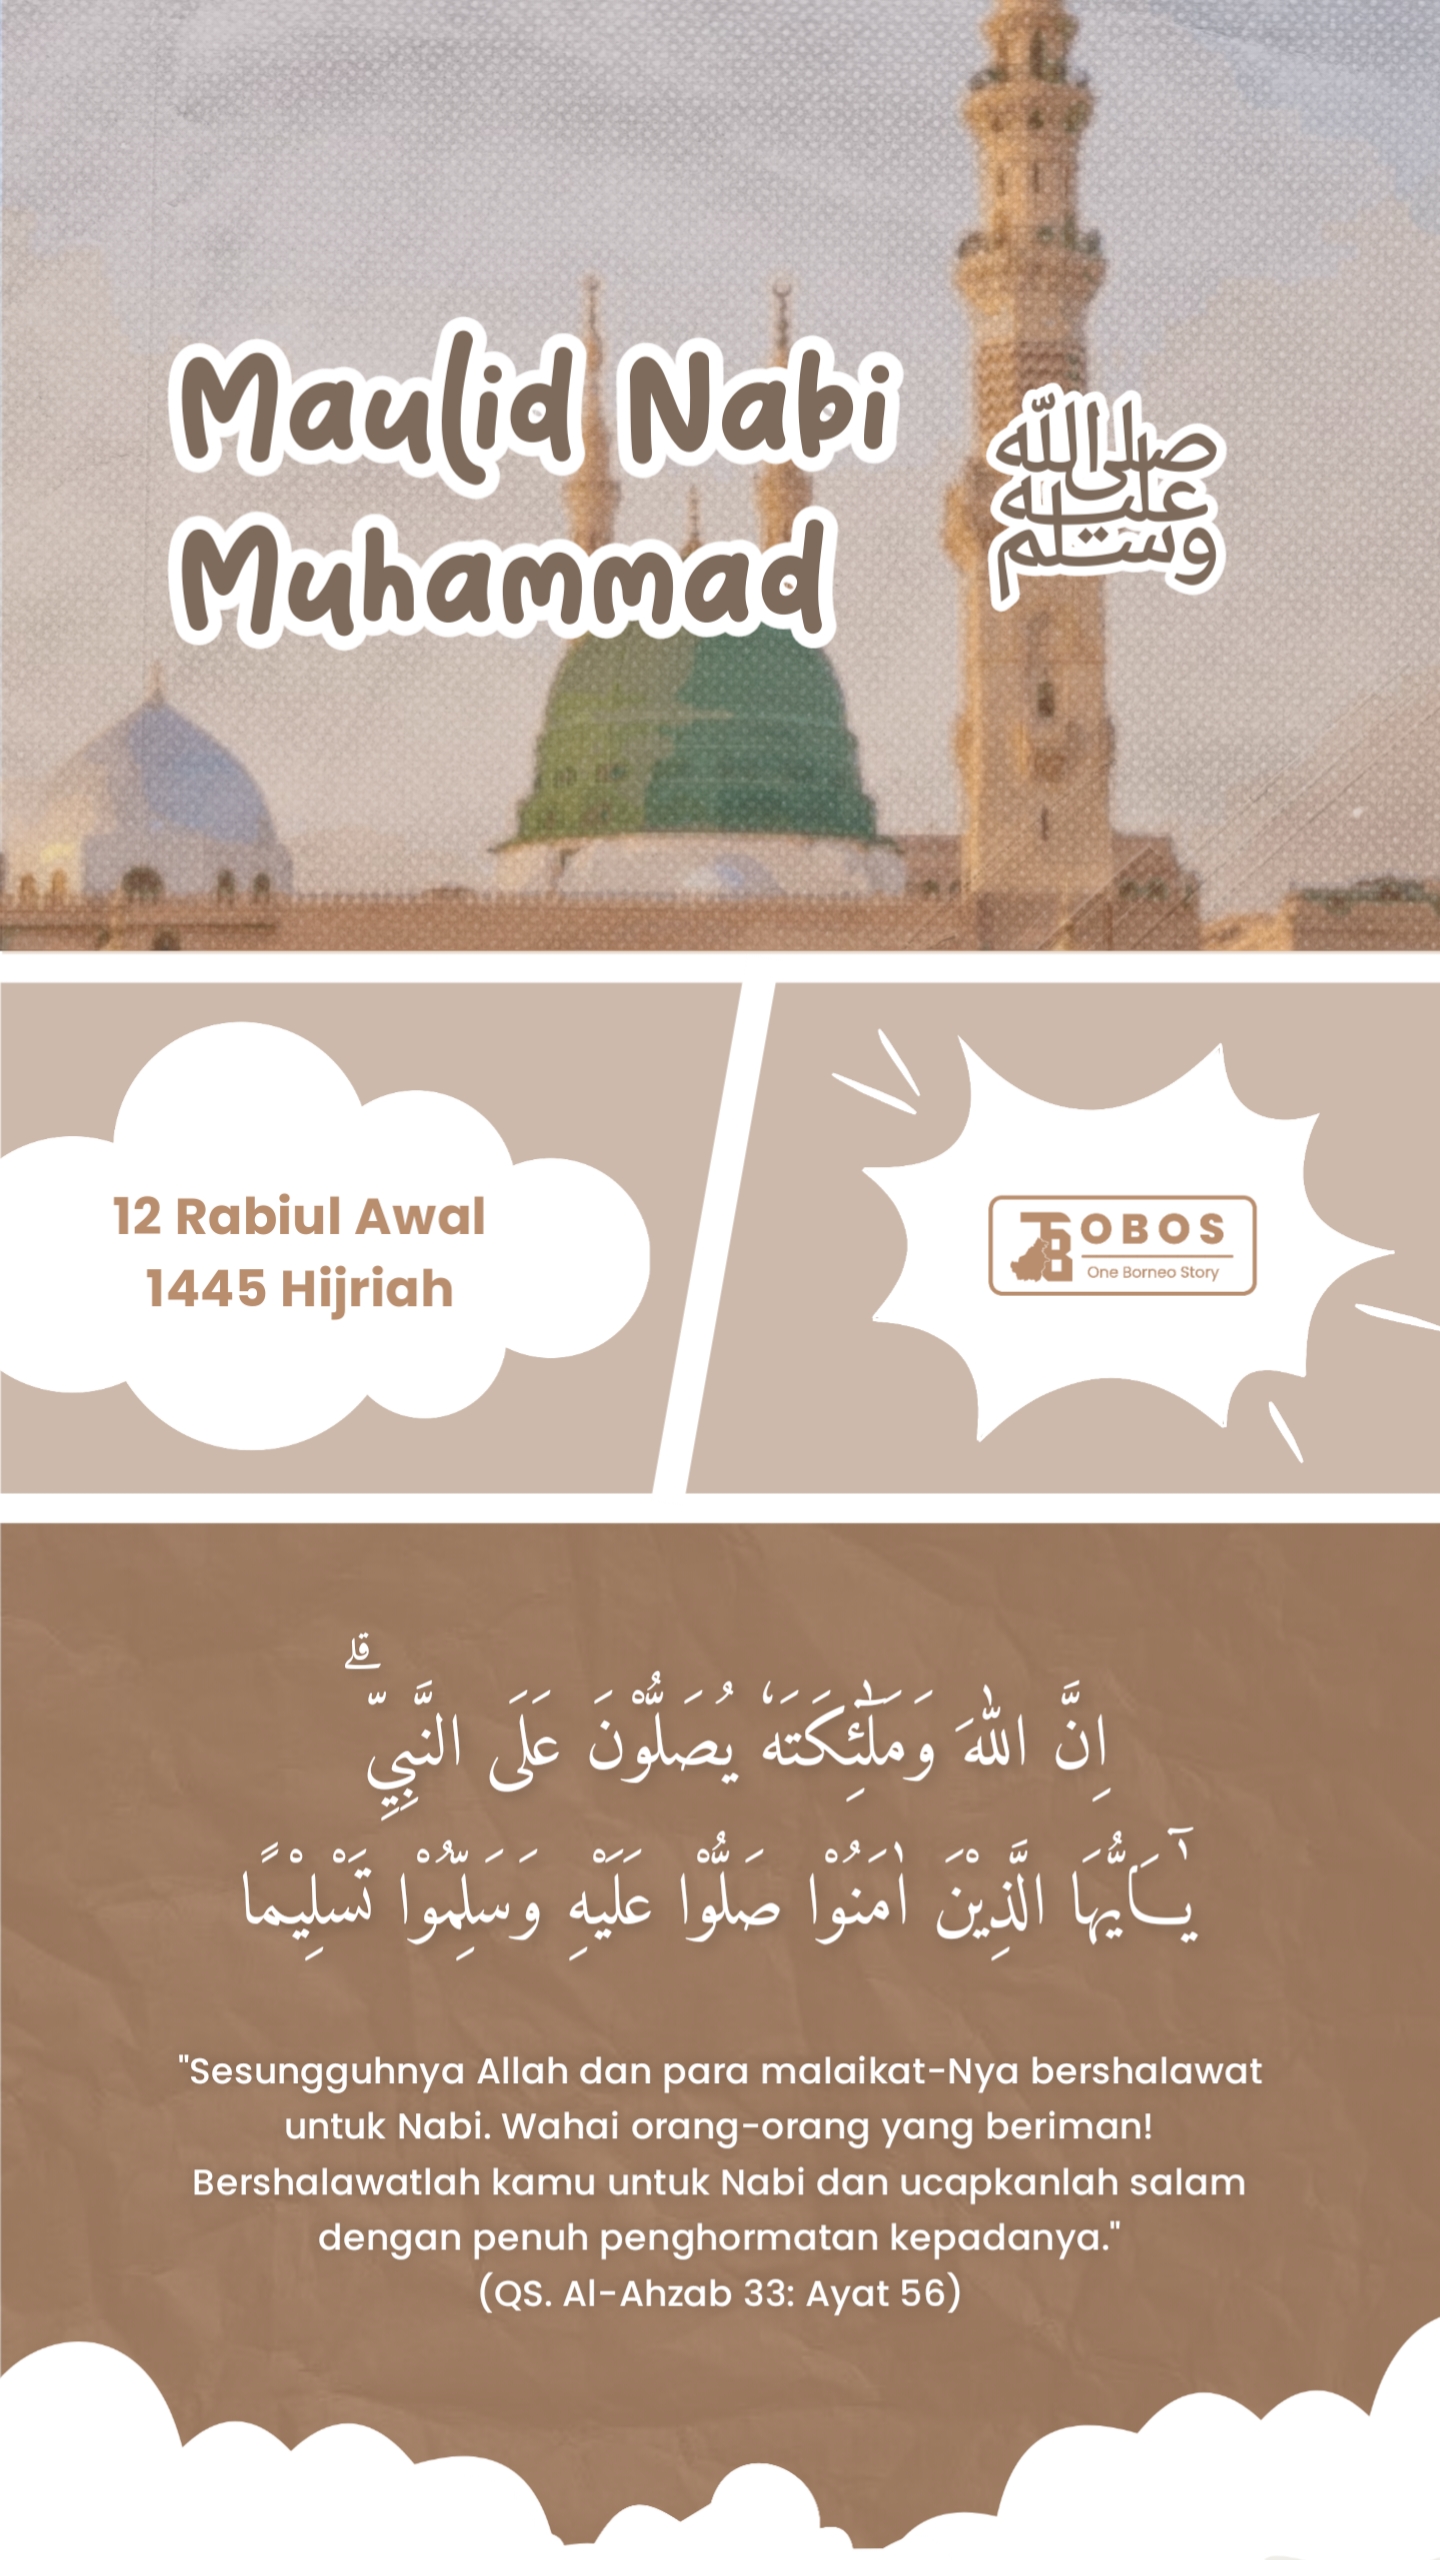 Maulid Nabi
Muhammad
صلى الله
عليه
وسلم
12 Rabiul Awal
1445 Hijriah
OBOS
One Borneo Story
اِنَّ اللّٰهَ وَمَلٰۤىِٕكَتَهٗ يُصَلُّوْنَ عَلَى النَّبِيِّۗ
يٰٓاَيُّهَا الَّذِيْنَ اٰمَنُوْا صَلُّوْا عَلَيْهِ وَسَلِّمُوْا تَسْلِيْمًا
"Sesungguhnya Allah dan para malaikat-Nya bershalawat
untuk Nabi. Wahai orang-orang yang beriman!
Bershalawatlah kamu untuk Nabi dan ucapkanlah salam
dengan penuh penghormatan kepadanya."
(QS. Al-Ahzab 33: Ayat 56)